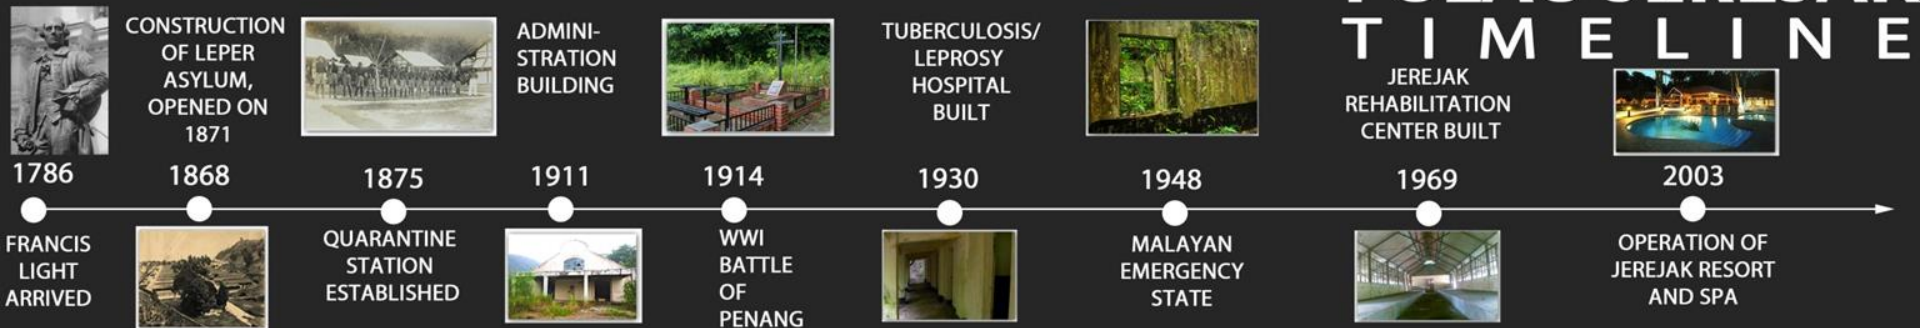 TIMELINE
1786
FRANCIS
LIGHT
ARRIVED
CONSTRUCTION
OF LEPER
ASYLUM,
OPENED ON
1871
1868
1875
QUARANTINE
STATION
ESTABLISHED
ADMINI-
STRATION
BUILDING
1911
1914
WWI
BATTLE
OF
PENANG
TUBERCULOSIS/
LEPROSY
HOSPITAL
BUILT
1930
1948
MALAYAN
EMERGENCY
STATE
JEREJAK
REHABILITATION
CENTER BUILT
1969
2003
OPERATION OF
JEREJAK RESORT
AND SPA